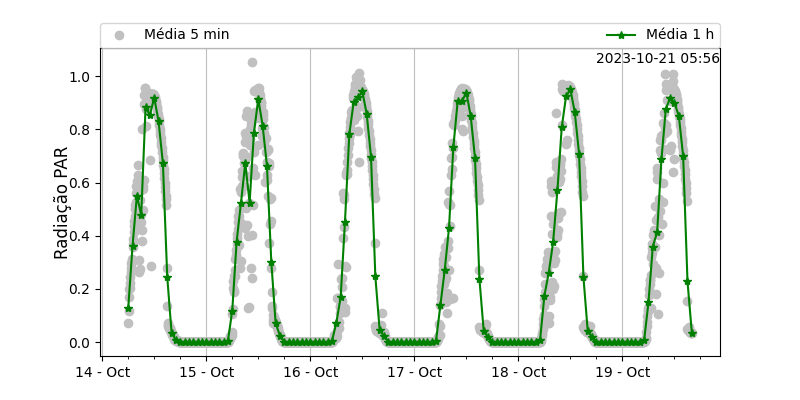 Média 5 min
Média 1 h
2023-10-21 05:56
Radiação PAR
1.0
0.8
0.6
0.4
0.2
0.0
14 - Oct
15 - Oct
16 - Oct
17 - Oct
18 - Oct
19 - Oct